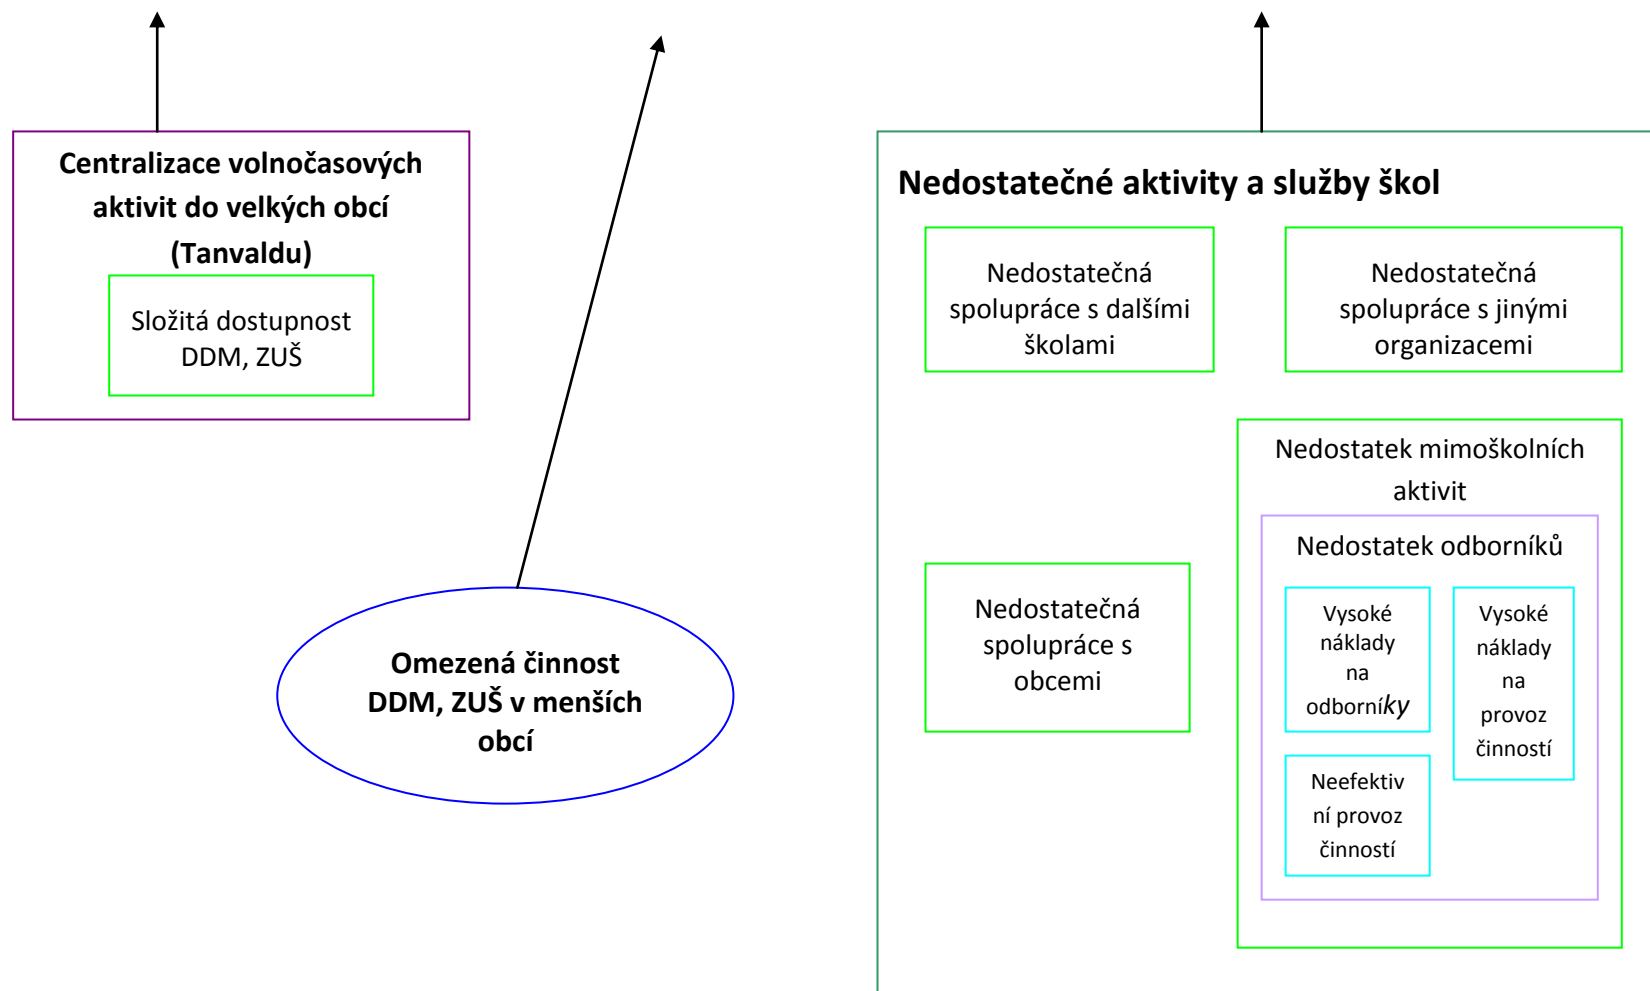 Centralizace volnočasových
aktivit do velkých obcí
(Tanvaldu)
Složitá dostupnost
DDM, ZUŠ
Omezená činnost
DDM, ZUŠ v menších
obcí
Nedostatečné aktivity a služby škol
Nedostatečná
spolupráce s dalšími
školami
Nedostatečná
spolupráce s jinými
organizacemi
Nedostatečná
spolupráce s
obcemi
Nedostatek mimoškolních
aktivit
Nedostatek odborníků
Vysoké
náklady
na
odborníky
Vysoké
náklady
na
provoz
činností
Neefektiv
ní provoz
činností